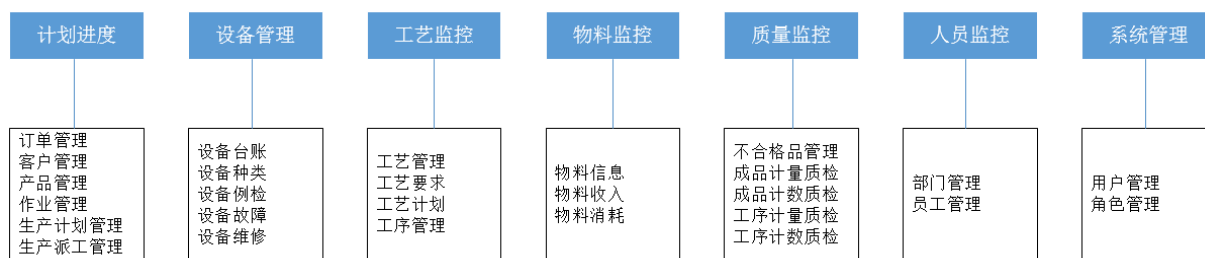 计划进度
设备管理
工艺监控
物料监控
质量监控
人员监控
系统管理
订单管理
客户管理
产品管理
作业管理
生产计划管理
生产派工管理
设备台账
设备种类
设备例检
设备故障
设备维修
工艺管理
工艺要求
工艺计划
工序管理
物料信息
物料收入
物料消耗
不合格品管理
成品计量质检
成品计数质检
工序计量质检
工序计数质检
部门管理
员工管理
用户管理
角色管理